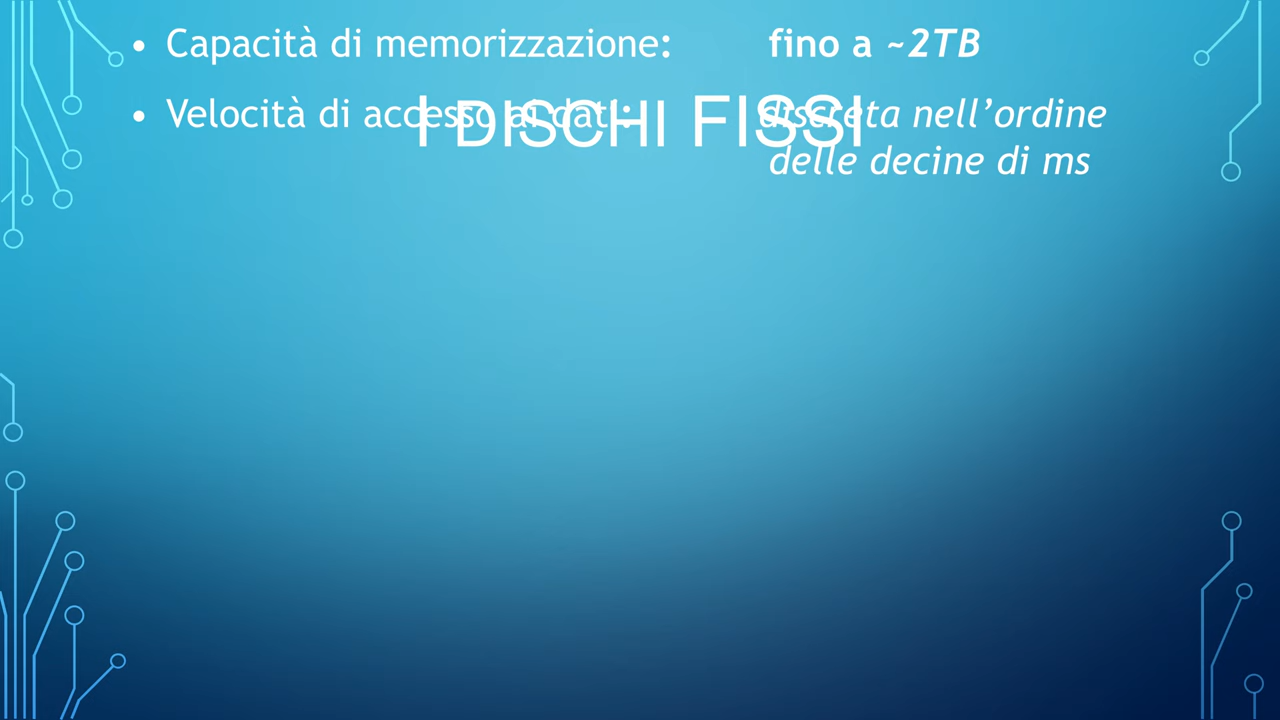 • Capacità di memorizzazione: fino a ~2TB
I DISCHI FISSI
• Velocità di accesso ai dati: discreta nell’ordine
delle decine di ms